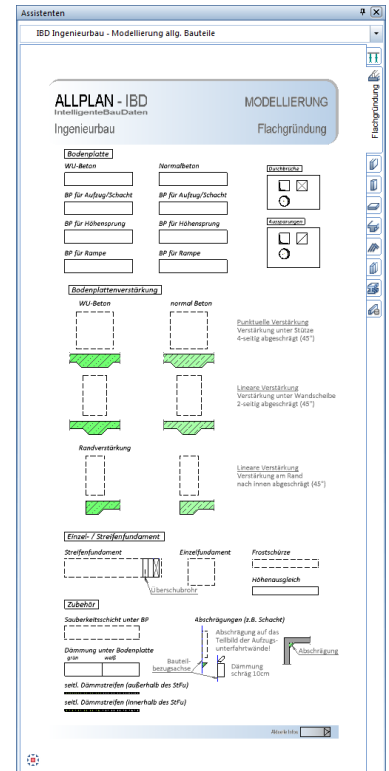 Assistenten
IBD Ingenieurbau - Modellierung allg. Bauteile
Flachgründung
ALLPLAN - IBD
IntelligenteBauDaten
Ingenieurbau
MODELLIERUNG
Flachgründung
Bodenplatte
WU-Beton
Normalbeton
Durchbrüche
BP für Aufzug/Schacht
BP für Aufzug/Schacht
Aussparungen
BP für Höhensprung
BP für Höhensprung
BP für Rampe
BP für Rampe
Bodenplattenverstärkung
WU-Beton
normal Beton
Punktuelle Verstärkung
Verstärkung unter Stütze
4-seitig abgeschrägt (45°)
Lineare Verstärkung
Verstärkung unter Wandscheibe
2-seitig abgeschrägt (45°)
Randverstärkung
Lineare Verstärkung
Verstärkung am Rand
nach innen abgeschrägt (45°)
Einzel- / Streifenfundament
Streifenfundament
Einzelfundament
Frostschürze
Höhenausgleich
Überschubrohr
Zubehör
Sauberkeitsschicht unter BP
Abschrägungen (z.B. Schacht)
Abschrägung auf das
Teilbild der Aufzugs-
unterfahrtwände!
Abschrägung
Dämmung unter Bodenplatte
grün
weiß
Bauteil-
bezugsachse
Dämmung
schräg 10cm
seitl. Dämmstreifen (außerhalb des StFu)
seitl. Dämmstreifen (innerhalb des StFu)